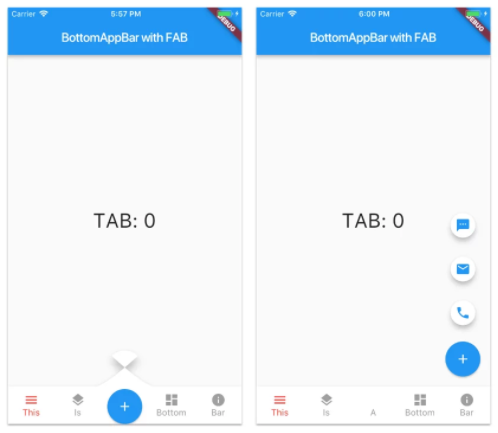 Carrier 5:57 PM
DEBUG
BottomAppBar with FAB
TAB: 0
This Is Bottom Bar
Carrier 6:00 PM
DEBUG
BottomAppBar with FAB
TAB: 0
This Is A Bottom Bar